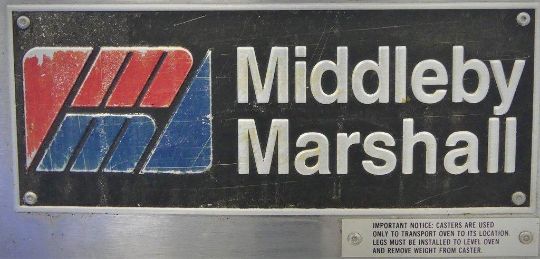 Middleby
Marshall
IMPORTANT NOTICE: CASTERS ARE USED
ONLY TO TRANSPORT OVEN TO ITS LOCATION.
LEGS MUST BE INSTALLED TO LEVEL OVEN
AND REMOVE WEIGHT FROM CASTER.